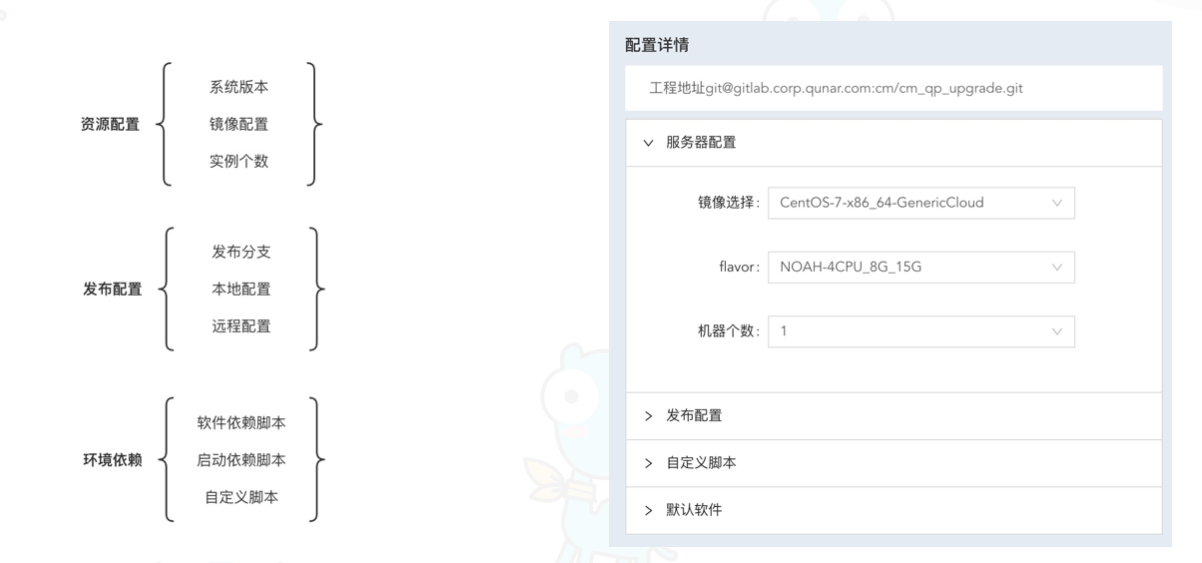 资源配置
系统版本
镜像配置
实例个数
发布配置
发布分支
本地配置
远程配置
环境依赖
软件依赖脚本
启动依赖脚本
自定义脚本
配置详情
工程地址git@gitlab.corp.qunar.com:cm/cm_qp_upgrade.git
服务器配置
镜像选择: CentOS-7-x86_64-GenericCloud
flavor: NOAH-4CPU_8G_15G
机器个数: 1
发布配置
自定义脚本
默认软件